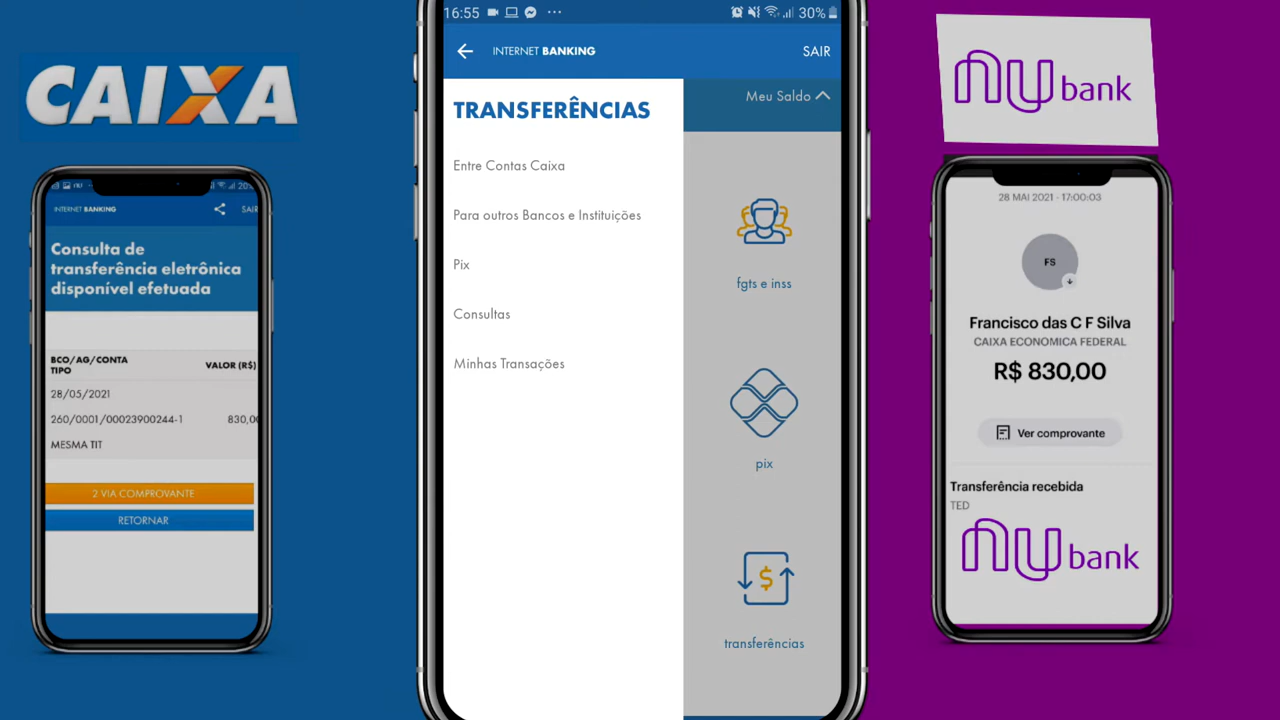 CAIXA
INTERNET BANKING
SAIR
Consulta de
transferência eletrônica
disponível efetuada
BCO/AG/CONTA
TIPO
VALOR (R$)
28/05/2021
260/0001/00023900244-1
830,00
MESMA TIT
2 VIA COMPROVANTE
RETORNAR
16:55
30%
INTERNET BANKING
SAIR
TRANSFERÊNCIAS
Meu Saldo
Entre Contas Caixa
Para outros Bancos e Instituições
Pix
Consultas
Minhas Transações
fgts e inss
pix
transferências
nu bank
28 MAI 2021 - 17:00:03
FS
Francisco das C F Silva
CAIXA ECONOMICA FEDERAL
R$ 830,00
Ver comprovante
Transferência recebida
TED
nu bank